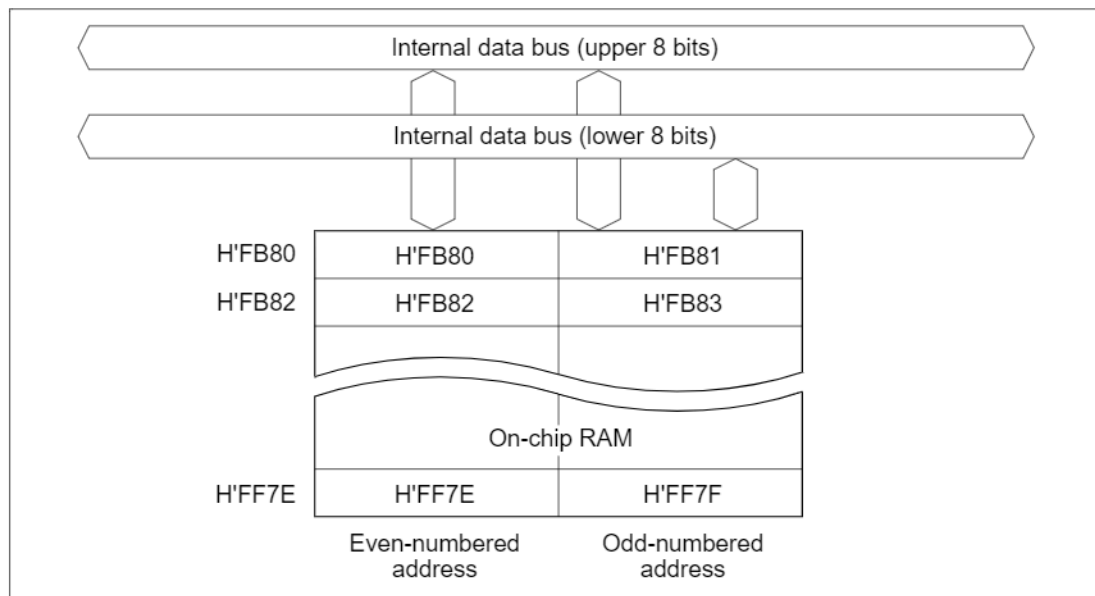 Internal data bus (upper 8 bits)
Internal data bus (lower 8 bits)
H'FB80 H'FB80 H'FB81
H'FB82 H'FB82 H'FB83
On-chip RAM
H'FF7E H'FF7E H'FF7F
Even-numbered Odd-numbered
address address